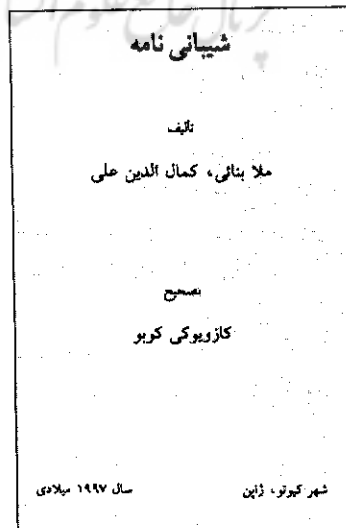 شیبانی نامه
تألیف
ملا بنائی، کمال الدین علی
تصحیح
کازویوکی کوبو
شهر کیوتو، ژاپن
سال ۱۹۹۷ میلادی